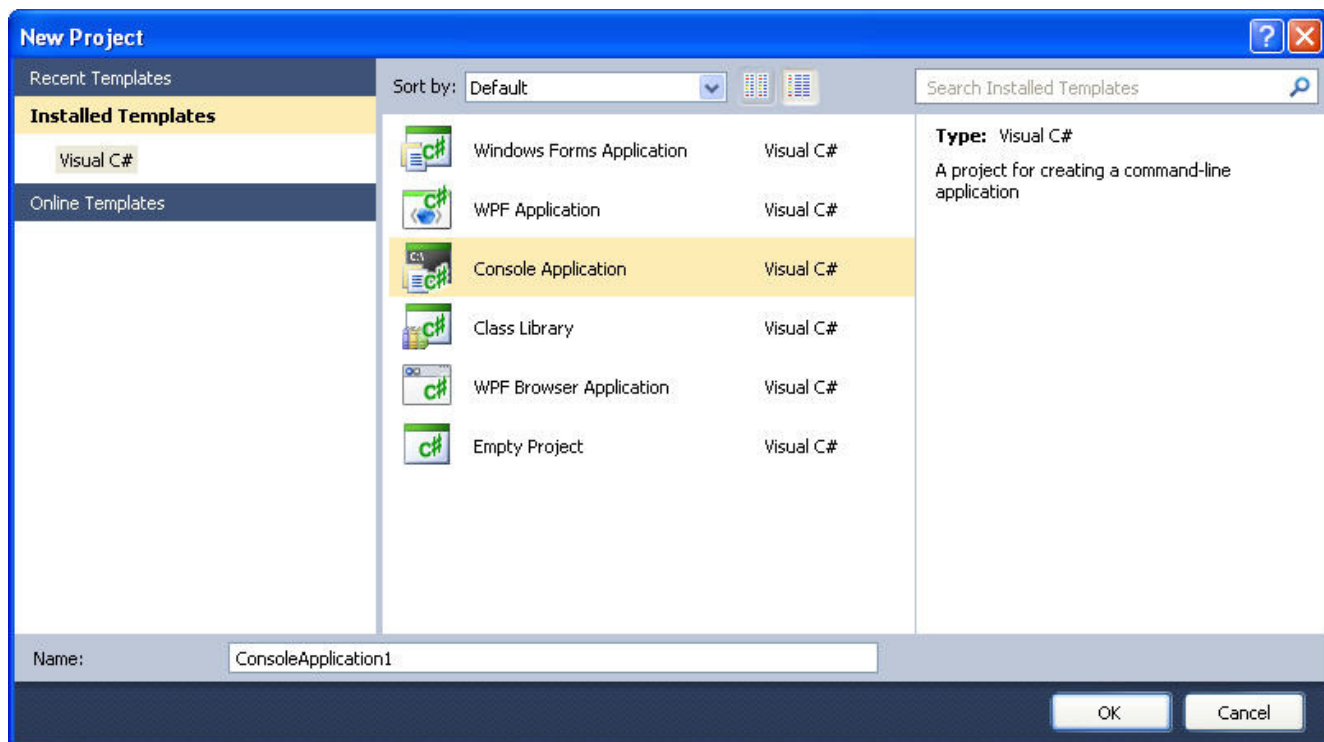 New Project
Recent Templates
Installed Templates
Visual C#
Online Templates
Sort by: Default
Search Installed Templates
Windows Forms Application Visual C#
WPF Application Visual C#
Console Application Visual C#
Class Library Visual C#
WPF Browser Application Visual C#
Empty Project Visual C#
Type: Visual C#
A project for creating a command-line
application
Name: ConsoleApplication1
OK Cancel